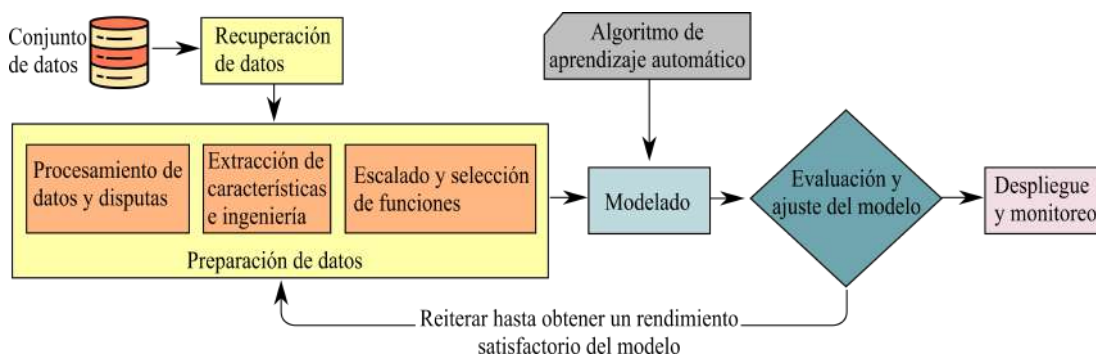 Conjunto
de datos
Recuperación
de datos
Algoritmo de
aprendizaje automático
Procesamiento de
datos y disputas
Extracción de
características
e ingeniería
Escalado y selección
de funciones
Preparación de datos
Modelado
Evaluación y
ajuste del modelo
Despliegue
y monitoreo
Reiterar hasta obtener un rendimiento
satisfactorio del modelo